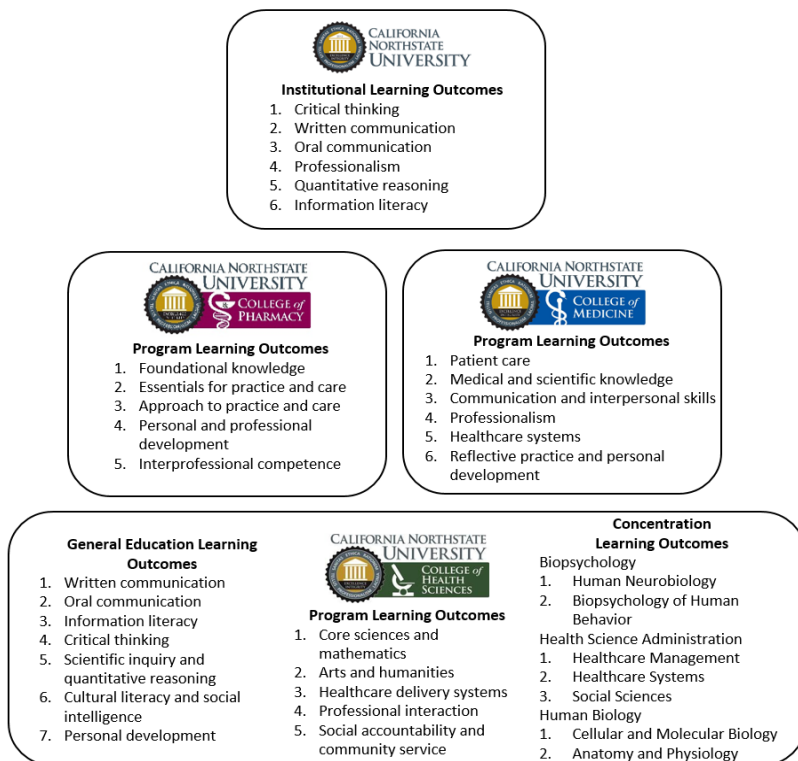 CALIFORNIA
NORTHSTATE
UNIVERSITY
Institutional Learning Outcomes
1. Critical thinking
2. Written communication
3. Oral communication
4. Professionalism
5. Quantitative reasoning
6. Information literacy
CALIFORNIA NORTHSTATE
UNIVERSITY
COLLEGE of
PHARMACY
Program Learning Outcomes
1. Foundational knowledge
2. Essentials for practice and care
3. Approach to practice and care
4. Personal and professional
development
5. Interprofessional competence
CALIFORNIA NORTHSTATE
UNIVERSITY
COLLEGE of
MEDICINE
Program Learning Outcomes
1. Patient care
2. Medical and scientific knowledge
3. Communication and interpersonal skills
4. Professionalism
5. Healthcare systems
6. Reflective practice and personal
development
General Education Learning
Outcomes
1. Written communication
2. Oral communication
3. Information literacy
4. Critical thinking
5. Scientific inquiry and
quantitative reasoning
6. Cultural literacy and social
intelligence
7. Personal development
CALIFORNIA NORTHSTATE
UNIVERSITY
COLLEGE of
HEALTH
SCIENCES
Program Learning Outcomes
1. Core sciences and
mathematics
2. Arts and humanities
3. Healthcare delivery systems
4. Professional interaction
5. Social accountability and
community service
Concentration
Learning Outcomes
Biopsychology
1. Human Neurobiology
2. Biopsychology of Human
Behavior
Health Science Administration
1. Healthcare Management
2. Healthcare Systems
3. Social Sciences
Human Biology
1. Cellular and Molecular Biology
2. Anatomy and Physiology